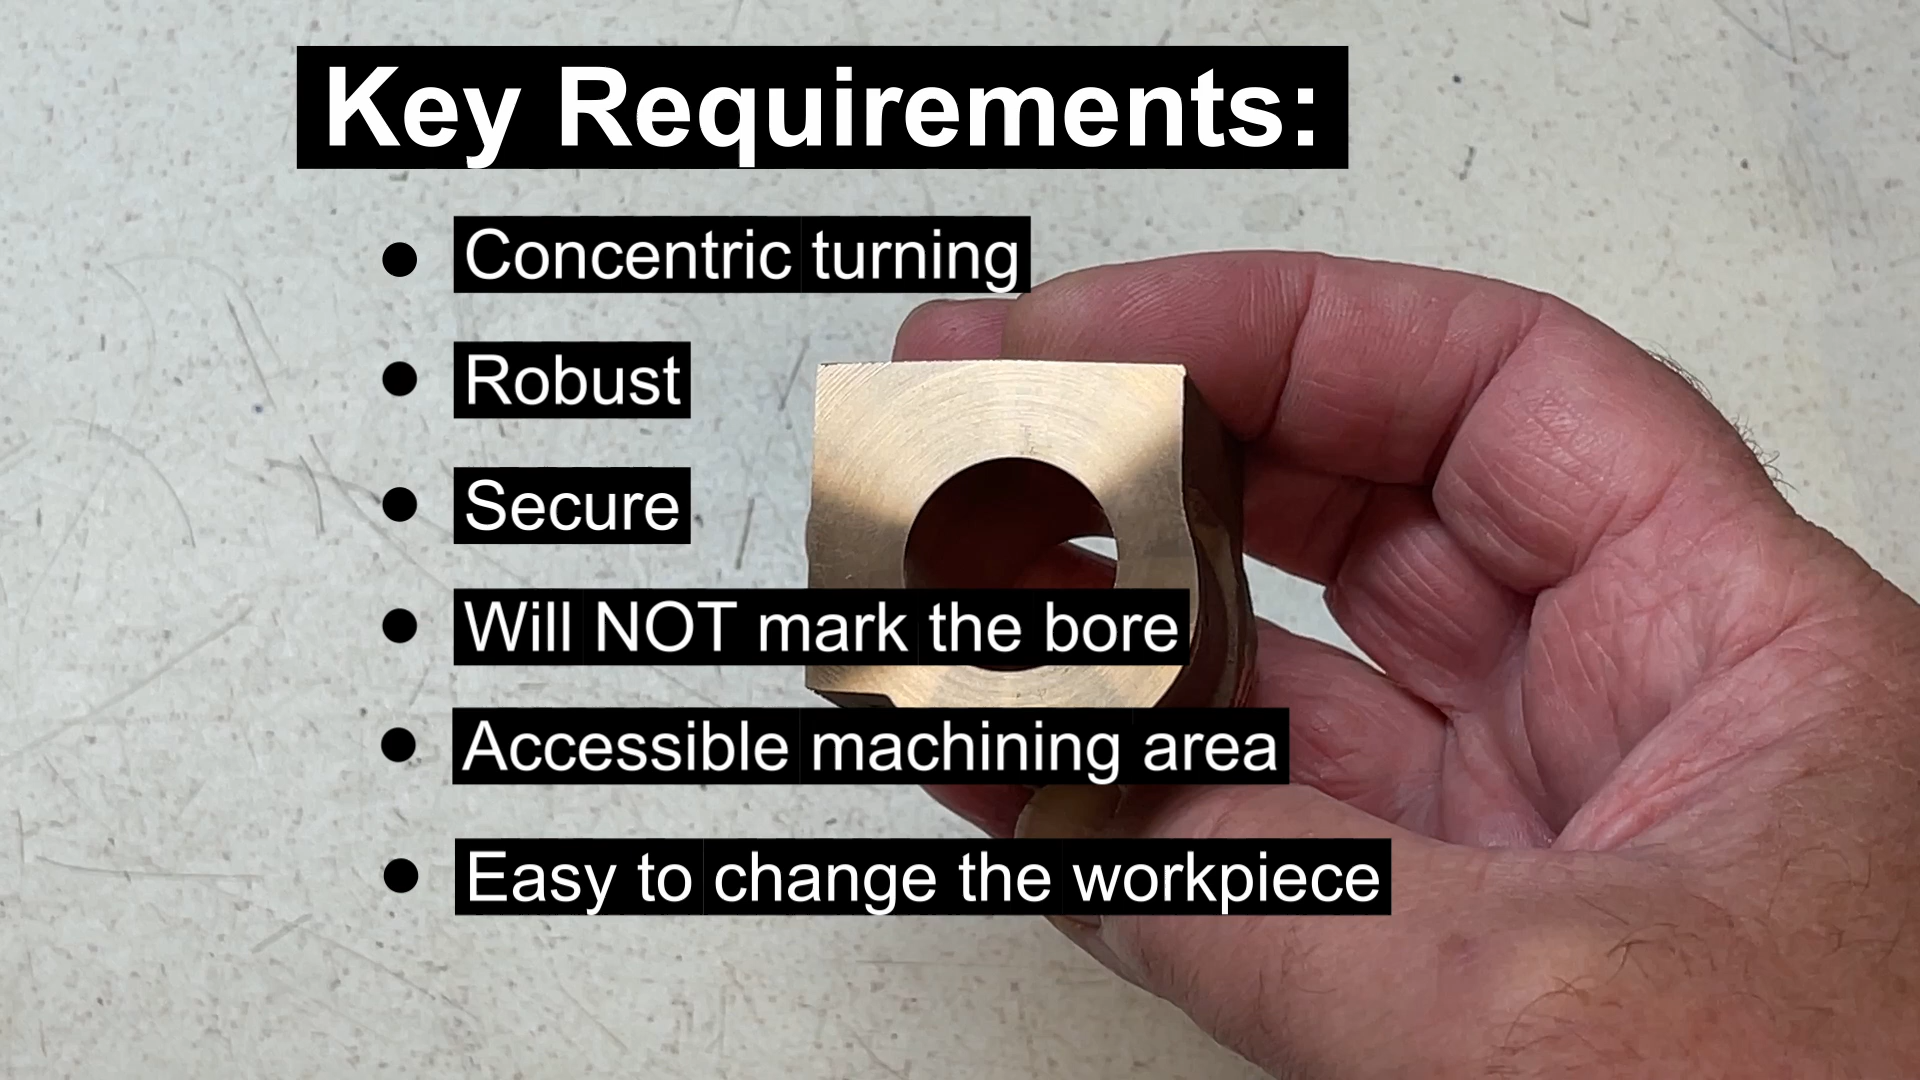 Key Requirements:
● Concentric turning
● Robust
● Secure
● Will NOT mark the bore
● Accessible machining area
● Easy to change the workpiece